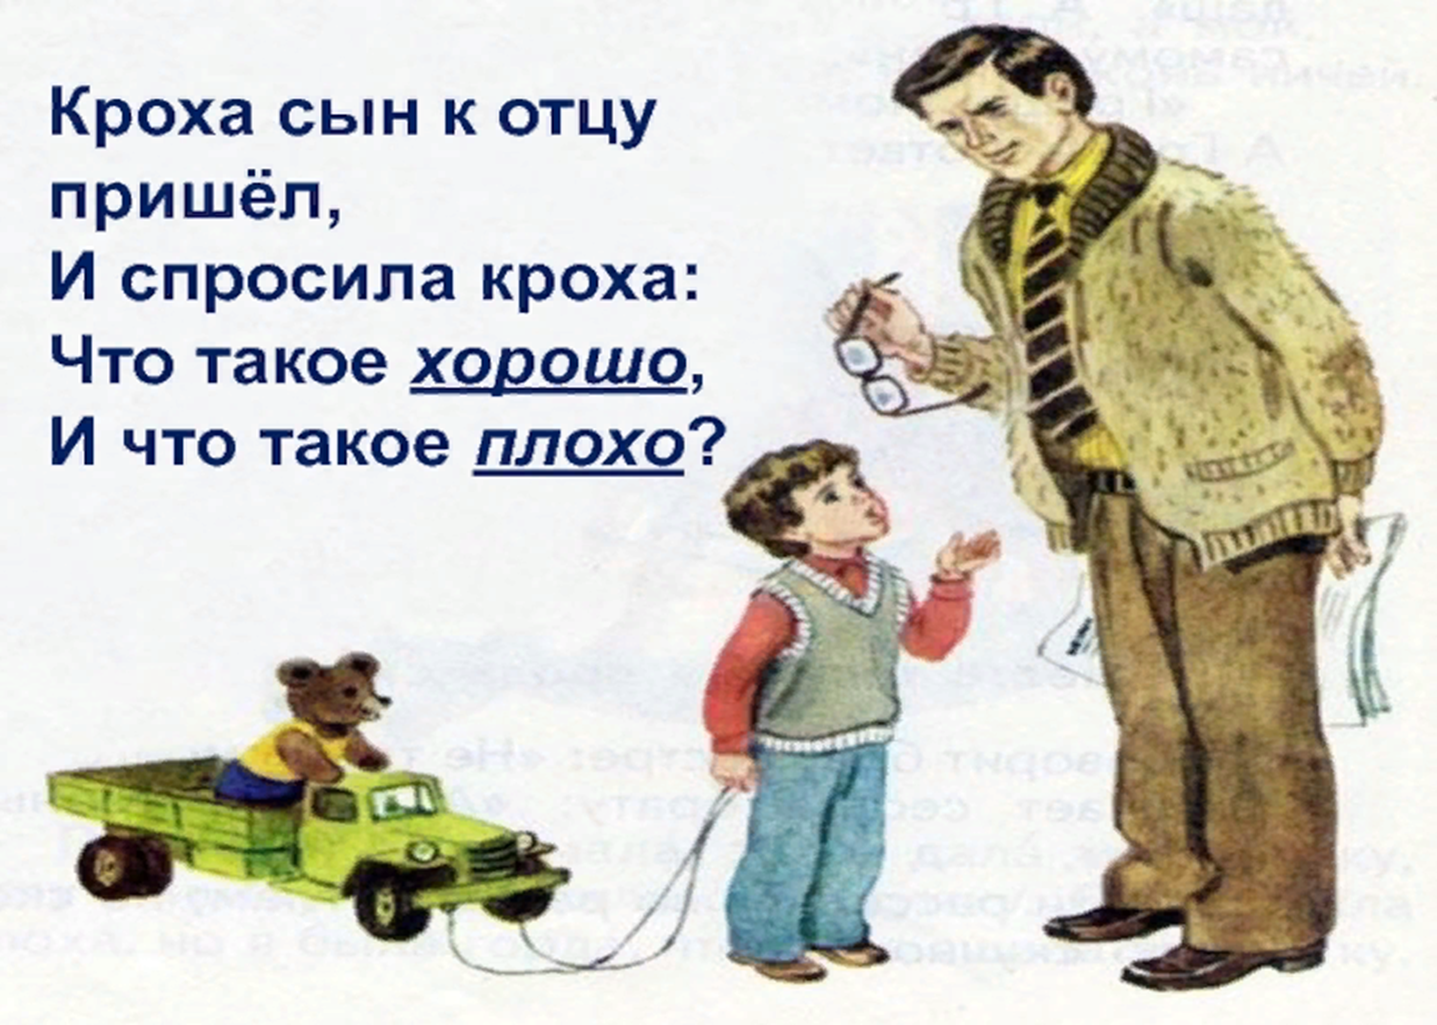 Кроха сын к отцу
пришёл,
И спросила кроха:
Что такое хорошо,
И что такое плохо?